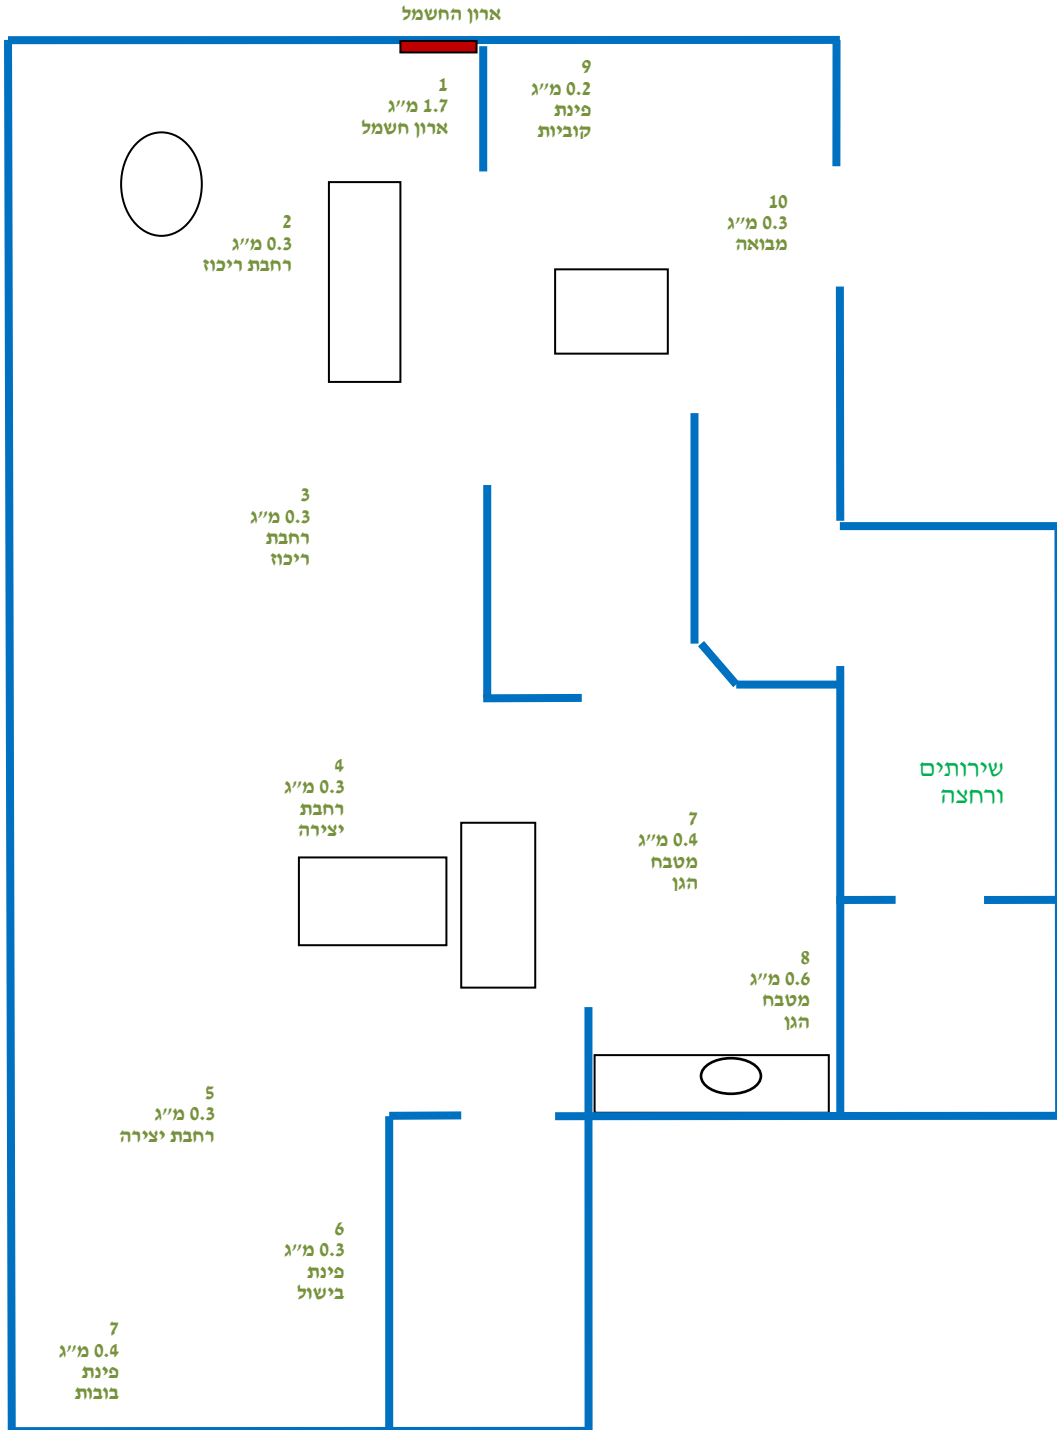 ארון החשמל
1
1.7 מ״ג
ארון חשמל
9
0.2 מ״ג
פינת
קוביות
10
0.3 מ״ג
מבואה
2
0.3 מ״ג
רחבת ריכוז
3
0.3 מ״ג
רחבת
ריכוז
4
0.3 מ״ג
רחבת
יצירה
שירותים
ורחצה
7
0.4 מ״ג
מטבח
הגן
8
0.6 מ״ג
מטבח
הגן
5
0.3 מ״ג
רחבת יצירה
6
0.3 מ״ג
פינת
בישול
7
0.4 מ״ג
פינת
בובות